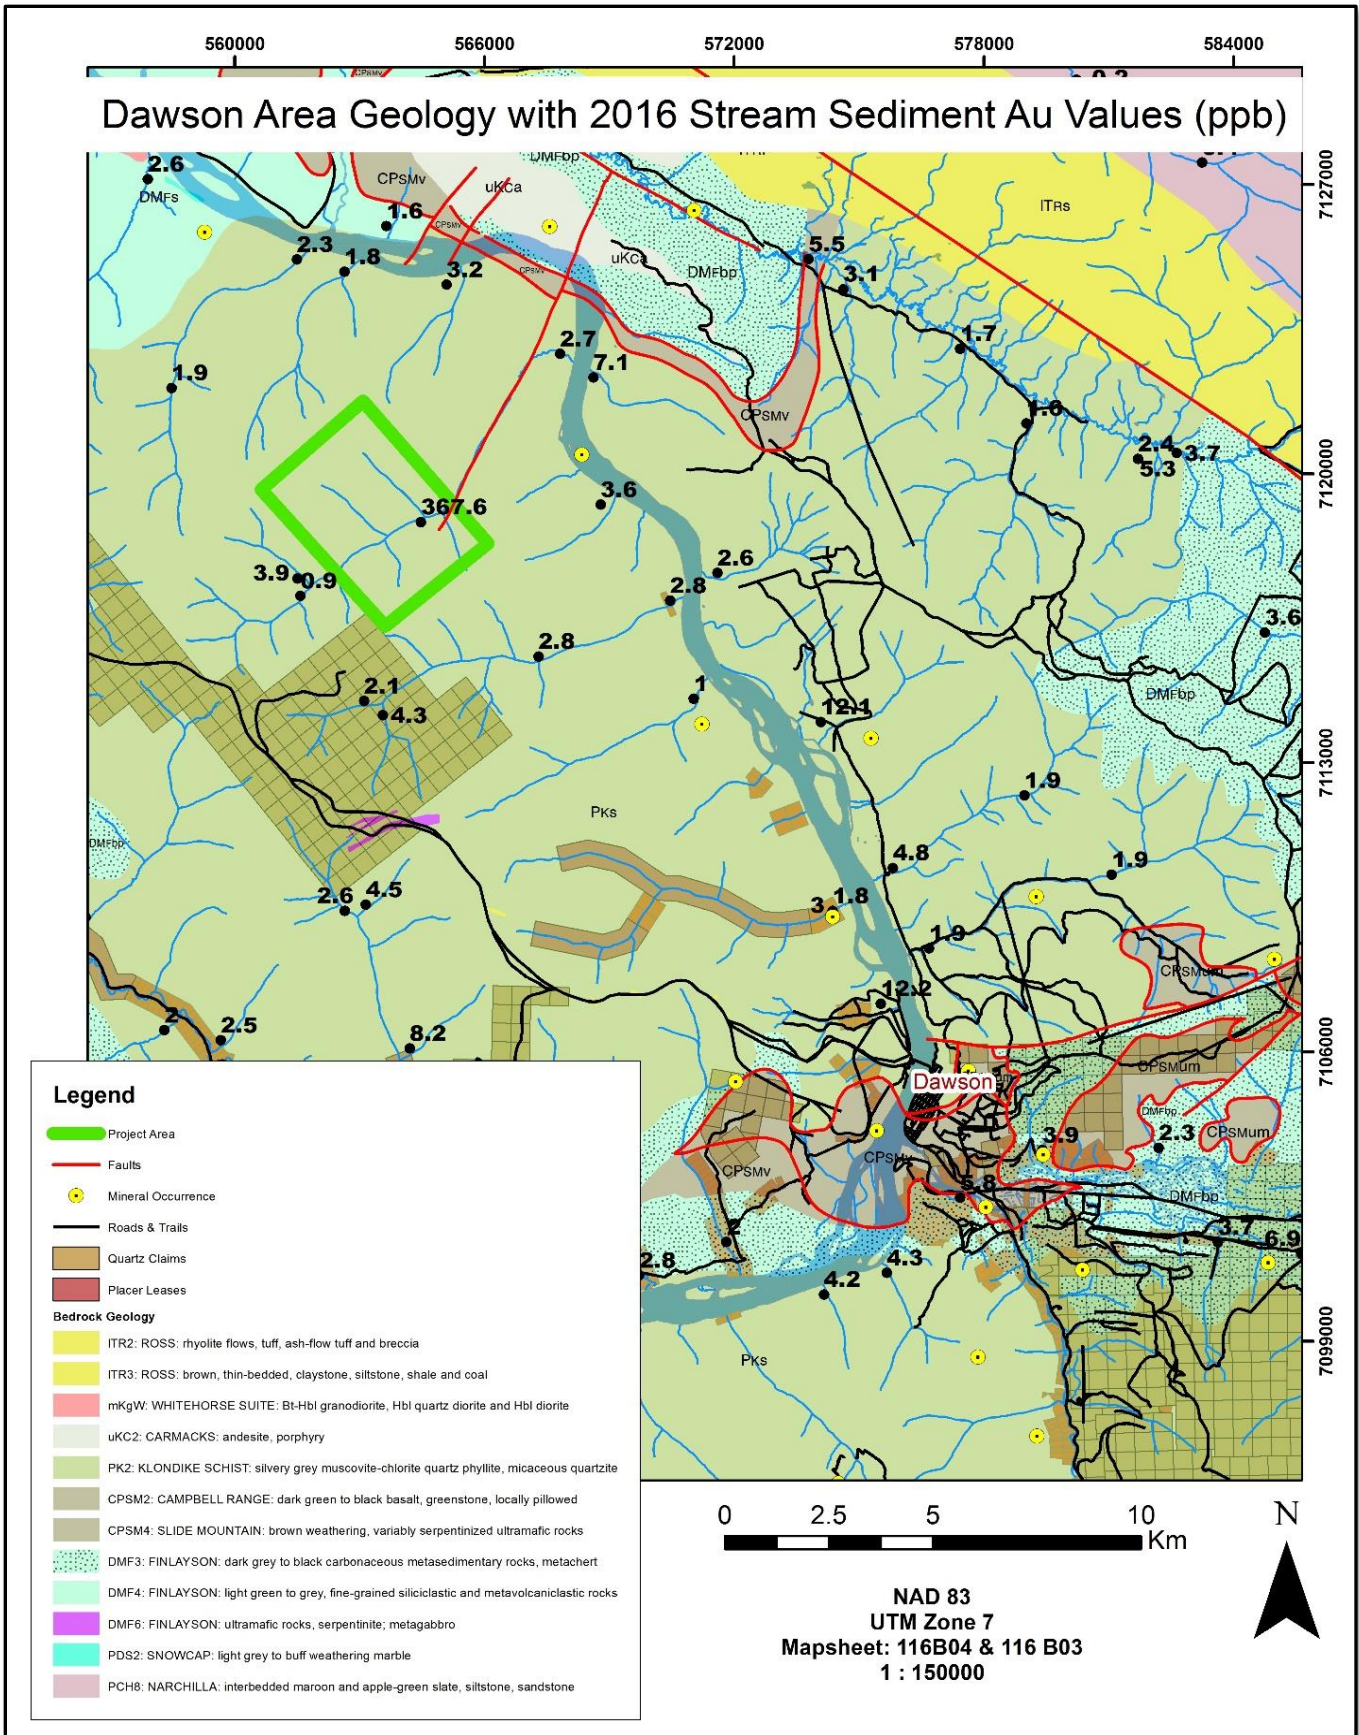 560000 566000 572000 578000 584000
Dawson Area Geology with 2016 Stream Sediment Au Values (ppb)
7127000
7120000
7113000
7106000
7099000
CPSMv
DMFbp
2.6
DMFs
CPSMv
uKCa
lTRs
1.6
CPSMv
2.3
1.8
3.2
CPSMv
uKCa
DMFbp
5.5
3.1
2.7
7.1
1.7
1.9
CPSMv
1.6
2.4
5.3
3.7
367.6
3.6
3.9
0.9
2.6
2.8
3.6
2.8
DMFbp
2.1
4.3
1
12.1
1.9
PKs
DMFbp
4.8
1.9
2.6
4.5
3
1.8
1.9
CPSMum
12.2
2
2.5
8.2
Dawson
CPSMum
DMFbp
CPSMum
3.9
2.3
CPSMv
CPSMv
5.8
DMFbp
2
3.7
6.9
2.8
4.3
4.2
PKs
Legend
Project Area
Faults
Mineral Occurrence
Roads & Trails
Quartz Claims
Placer Leases
Bedrock Geology
ITR2: ROSS: rhyolite flows, tuff, ash-flow tuff and breccia
ITR3: ROSS: brown, thin-bedded, claystone, siltstone, shale and coal
mKgW: WHITEHORSE SUITE: Bt-Hbl granodiorite, Hbl quartz diorite and Hbl diorite
uKC2: CARMACKS: andesite, porphyry
PK2: KLONDIKE SCHIST: silvery grey muscovite-chlorite quartz phyllite, micaceous quartzite
CPSM2: CAMPBELL RANGE: dark green to black basalt, greenstone, locally pillowed
CPSM4: SLIDE MOUNTAIN: brown weathering, variably serpentinized ultramafic rocks
DMF3: FINLAYSON: dark grey to black carbonaceous metasedimentary rocks, metachert
DMF4: FINLAYSON: light green to grey, fine-grained siliciclastic and metavolcaniclastic rocks
DMF6: FINLAYSON: ultramafic rocks, serpentinite; metagabbro
PDS2: SNOWCAP: light grey to buff weathering marble
PCH8: NARCHILLA: interbedded maroon and apple-green slate, siltstone, sandstone
0 2.5 5 10
Km
N
NAD 83
UTM Zone 7
Mapsheet: 116B04 & 116 B03
1 : 150000